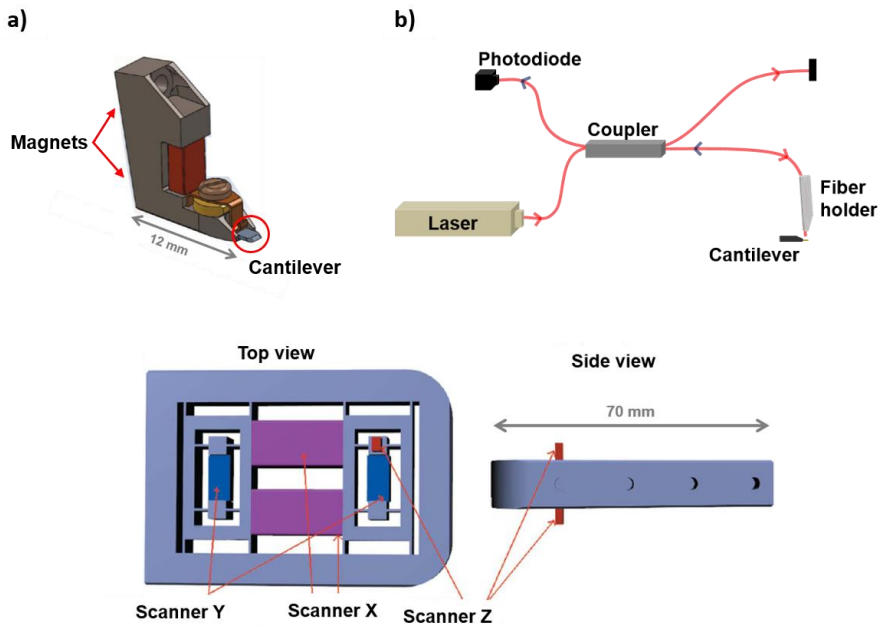 a)
Magnets
12 mm
Cantilever
b)
Photodiode
Coupler
Laser
Fiber
holder
Cantilever
Top view
Scanner Y
Scanner X
Scanner Z
Side view
70 mm